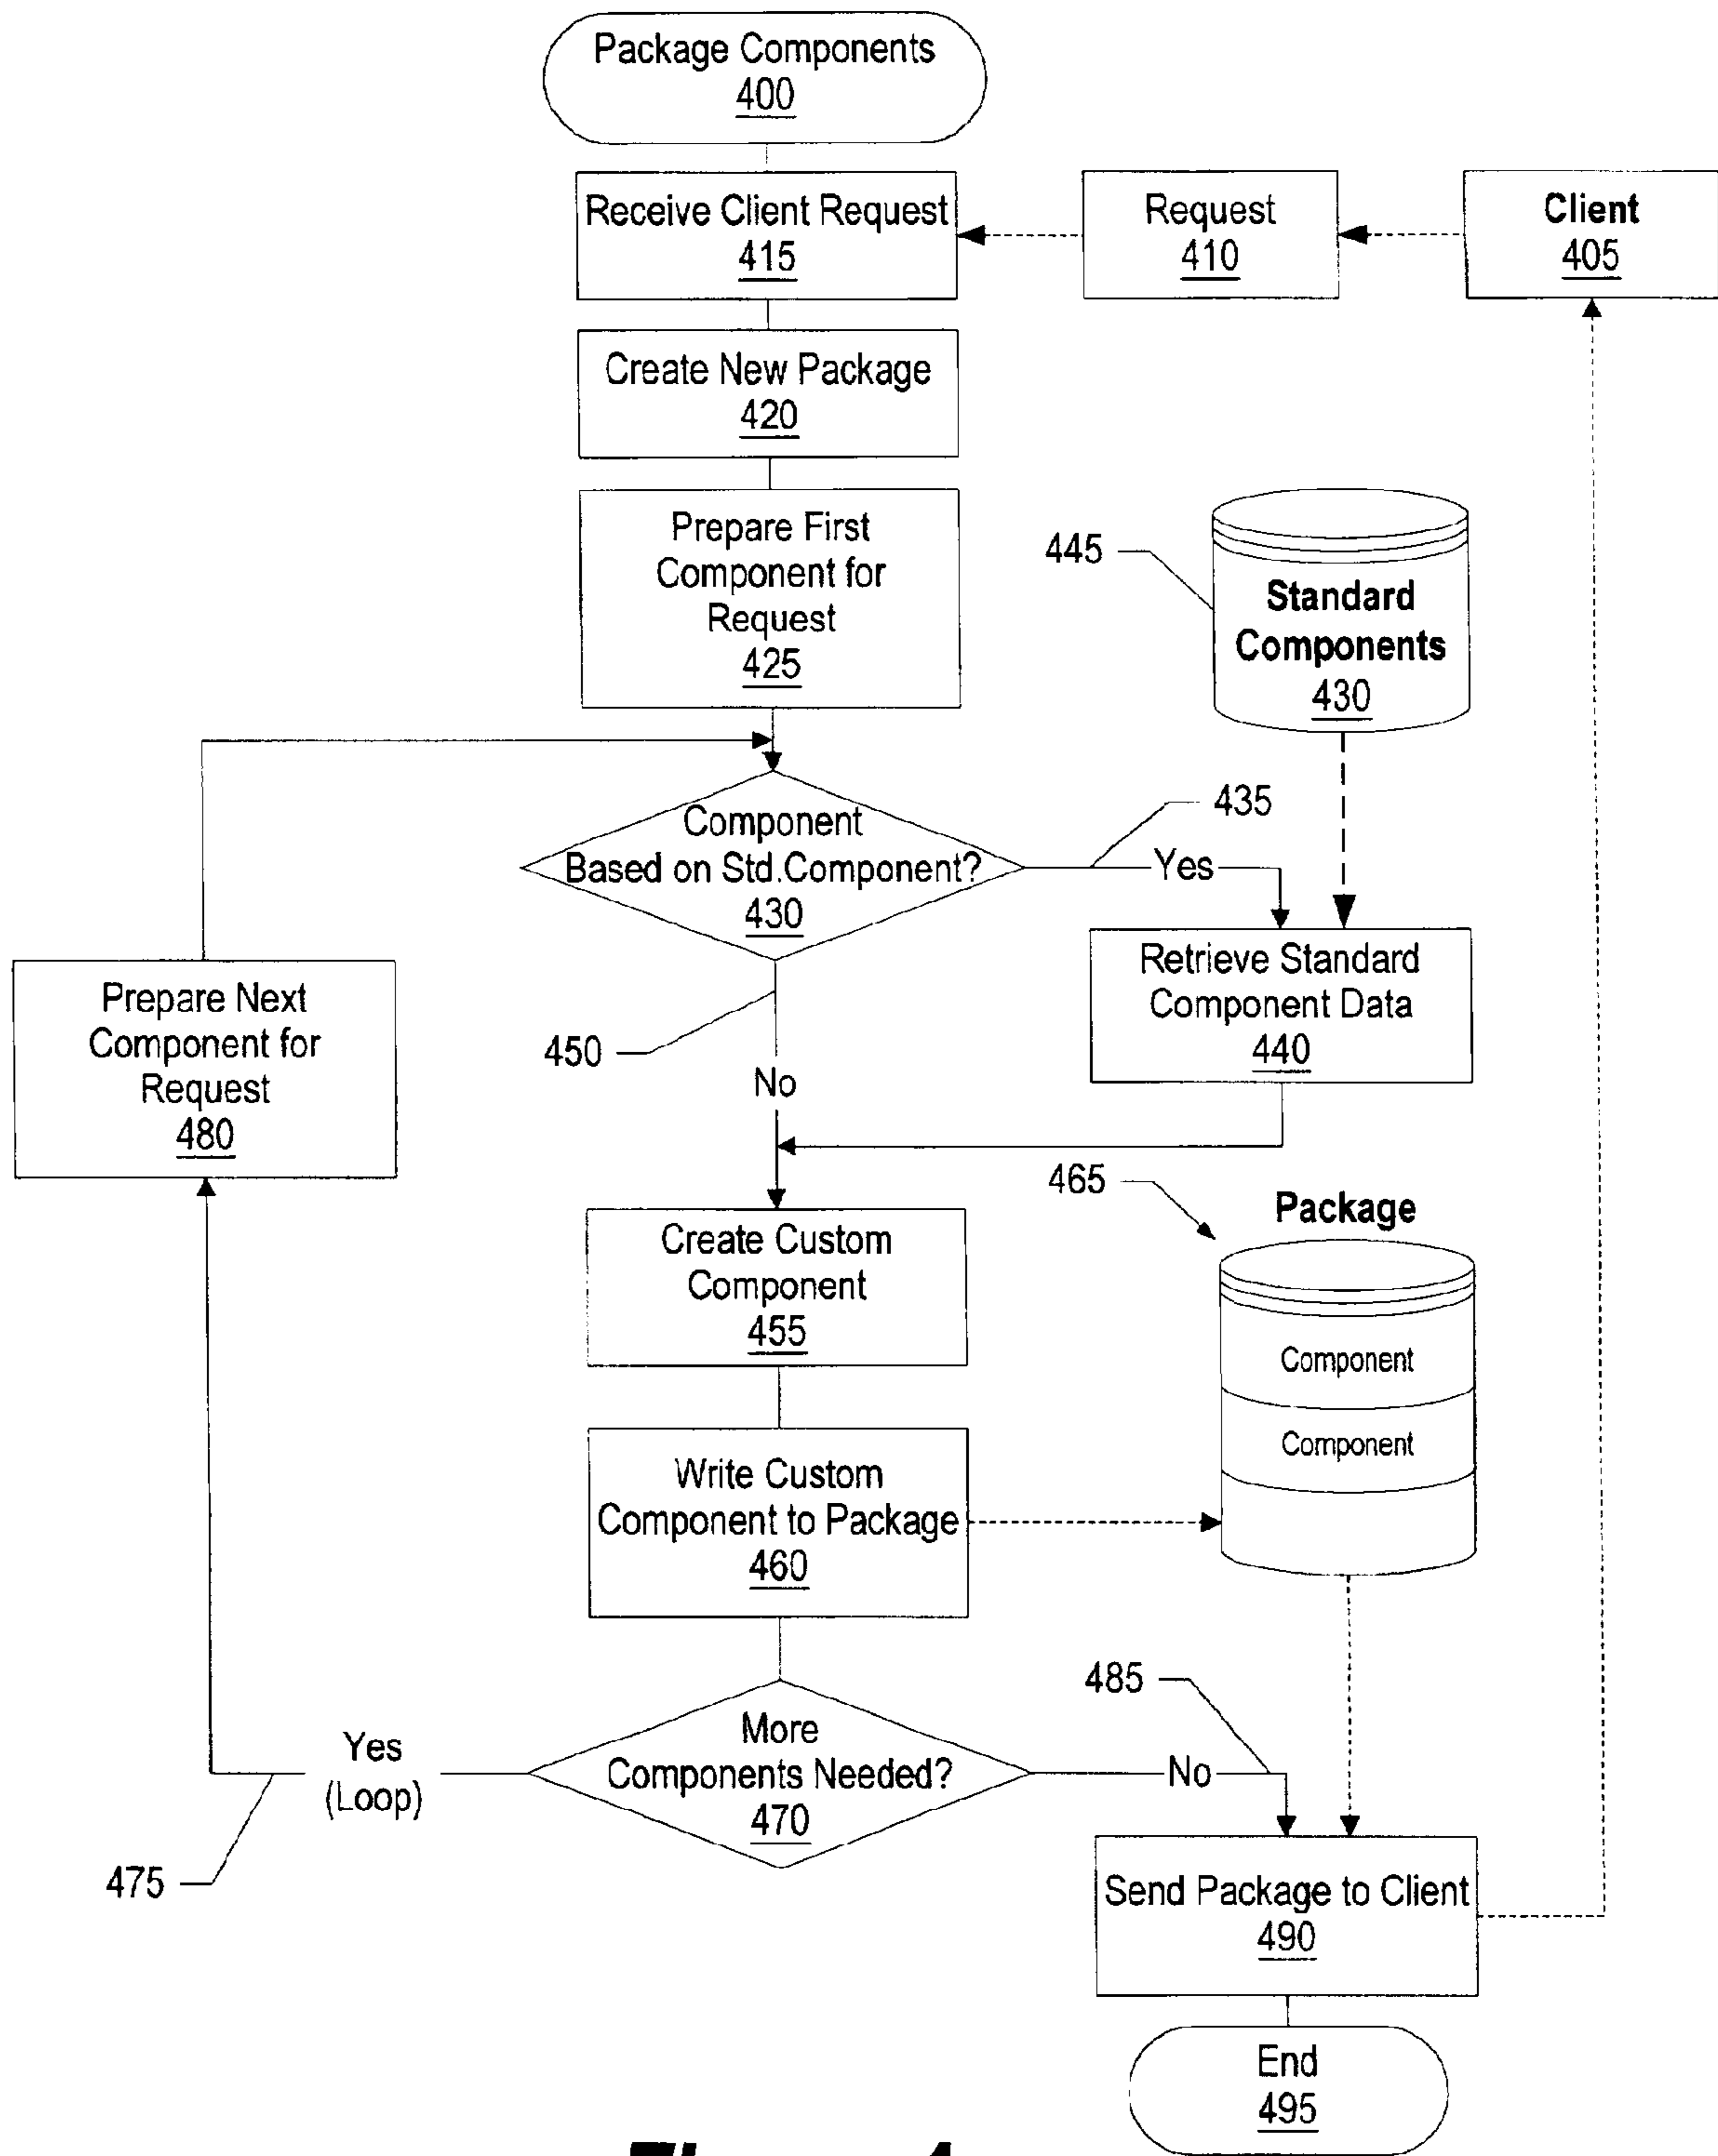 Package Components
400
Receive Client Request
415
Request
410
Client
405
Create New Package
420
Prepare First
Component for
Request
425
445
Standard
Components
430
Component
Based on Std.Component?
430
435
Yes
Retrieve Standard
Component Data
440
Prepare Next
Component for
Request
480
450
No
Create Custom
Component
455
465
Package
Component
Component
Write Custom
Component to Package
460
More
Components Needed?
470
Yes
(Loop)
475
485
No
Send Package to Client
490
End
495